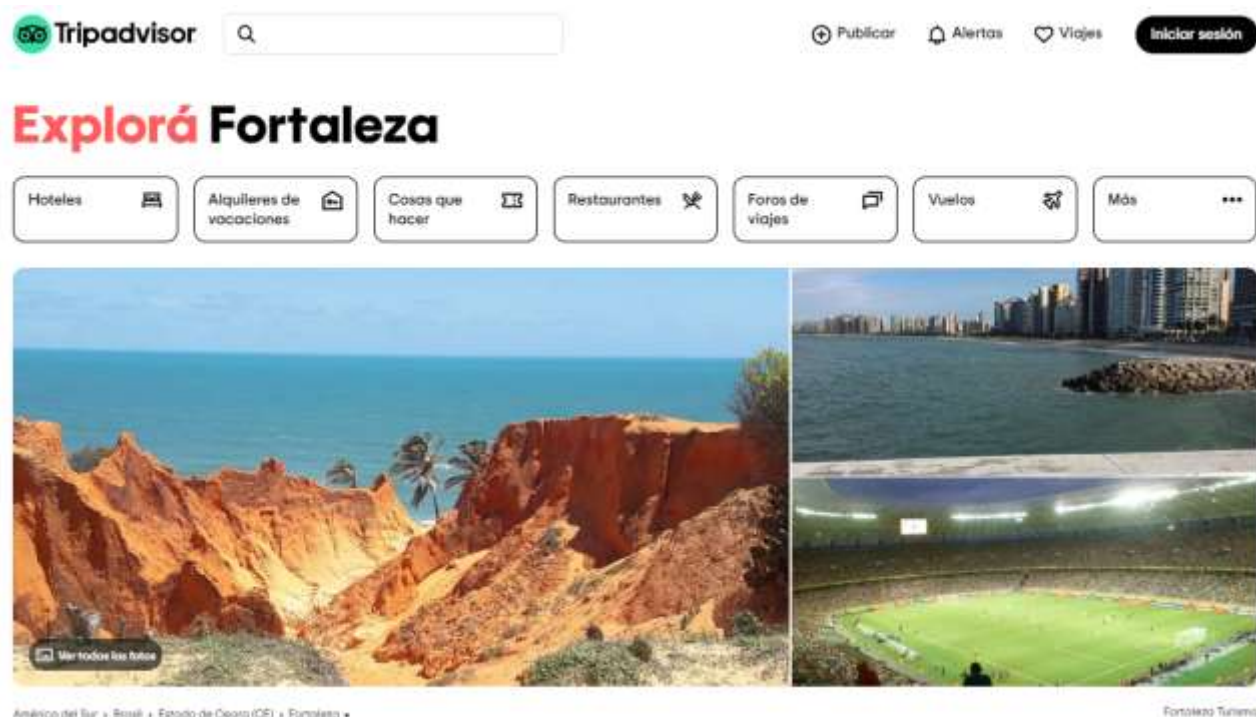 Tripadvisor
Publicar
Alertas
Viajes
Iniciar sesión
Explorá Fortaleza
Hoteles
Alquileres de
vacaciones
Cosas que
hacer
Restaurantes
Foros de
viajes
Vuelos
Más
Ver todas las fotos
América del Sur › Brasil › Estado de Ceara (CE) › Fortaleza
Fortaleza Turismo